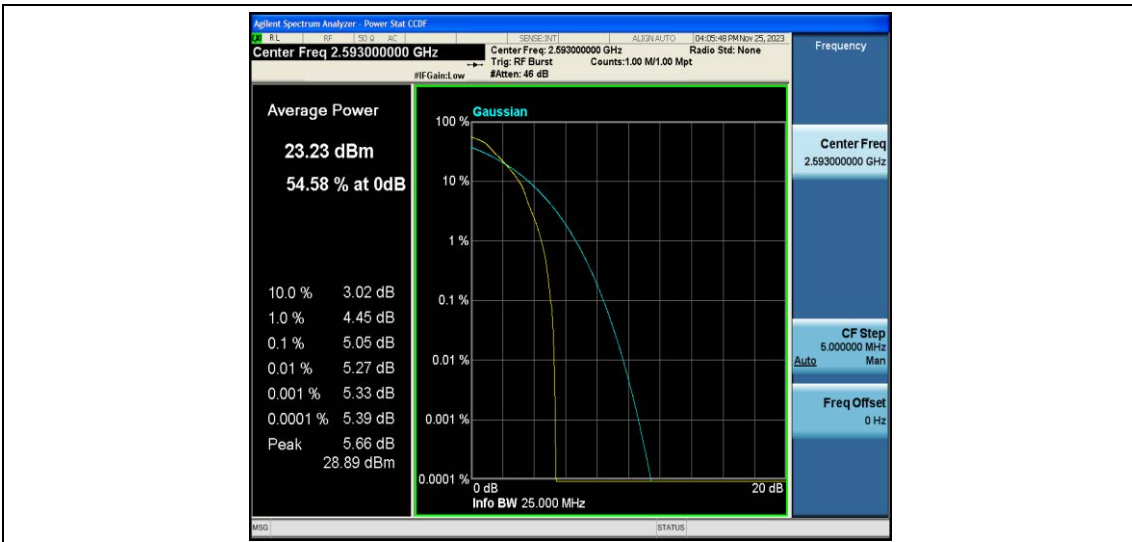 Agilent Spectrum Analyzer - Power Stat CCDF
LXI RL RF 50 Ω AC SENSE:INT ALIGNAUTO 04:05:48 PM Nov 25, 2023
Center Freq 2.593000000 GHz
Center Freq: 2.593000000 GHz Radio Std: None
Trig: RF Burst Counts:1.00 M/1.00 Mpt
#IFGain:Low #Atten: 46 dB
Frequency
Average Power
23.23 dBm
54.58 % at 0dB
10.0 % 3.02 dB
1.0 % 4.45 dB
0.1 % 5.05 dB
0.01 % 5.27 dB
0.001 % 5.33 dB
0.0001 % 5.39 dB
Peak 5.66 dB
28.89 dBm
Gaussian
100 %
10 %
1 %
0.1 %
0.01 %
0.001 %
0.0001 %
0 dB 20 dB
Info BW 25.000 MHz
Center Freq
2.593000000 GHz
CF Step
5.000000 MHz
Auto Man
Freq Offset
0 Hz
MSG STATUS